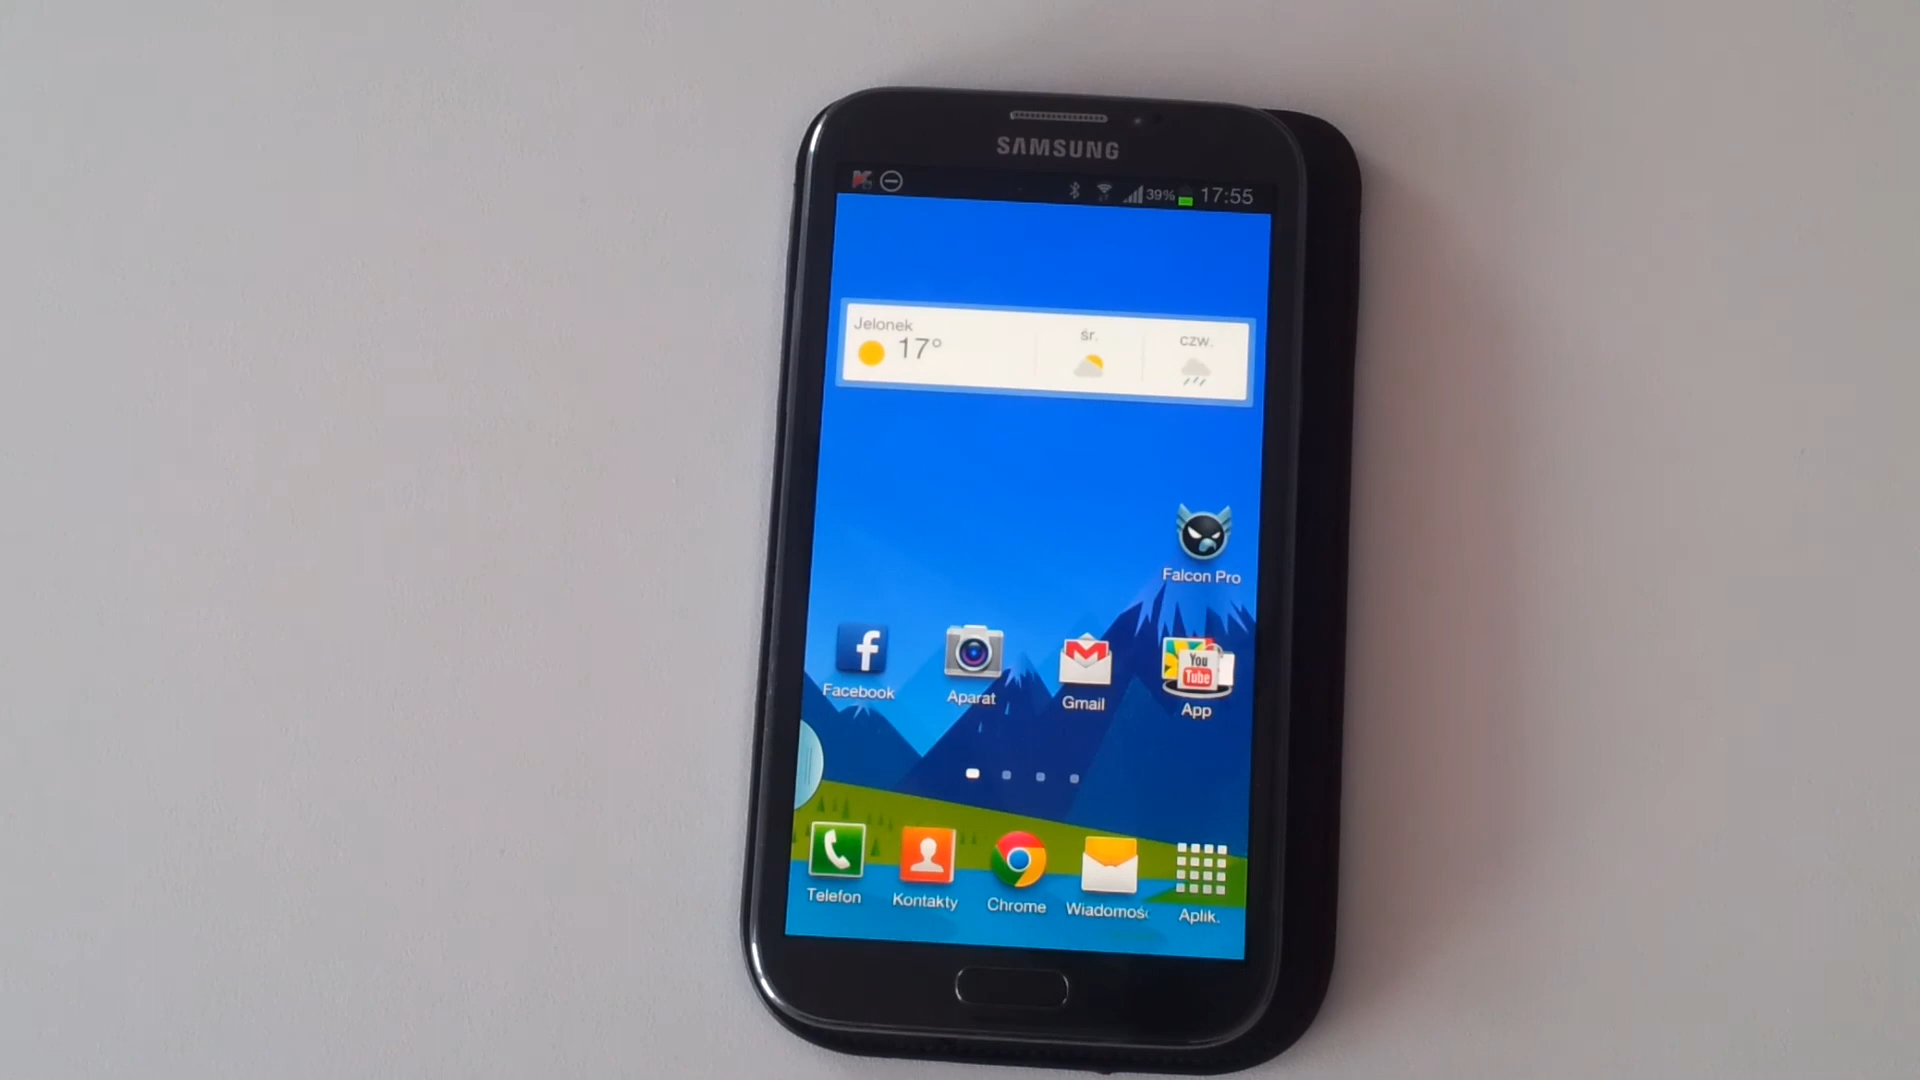 SAMSUNG
39% 17:55
Jelonek
17°
śr.
czw.
Falcon Pro
Facebook
Aparat
Gmail
You
Tube
App
Telefon
Kontakty
Chrome
Wiadomośc
Aplik.